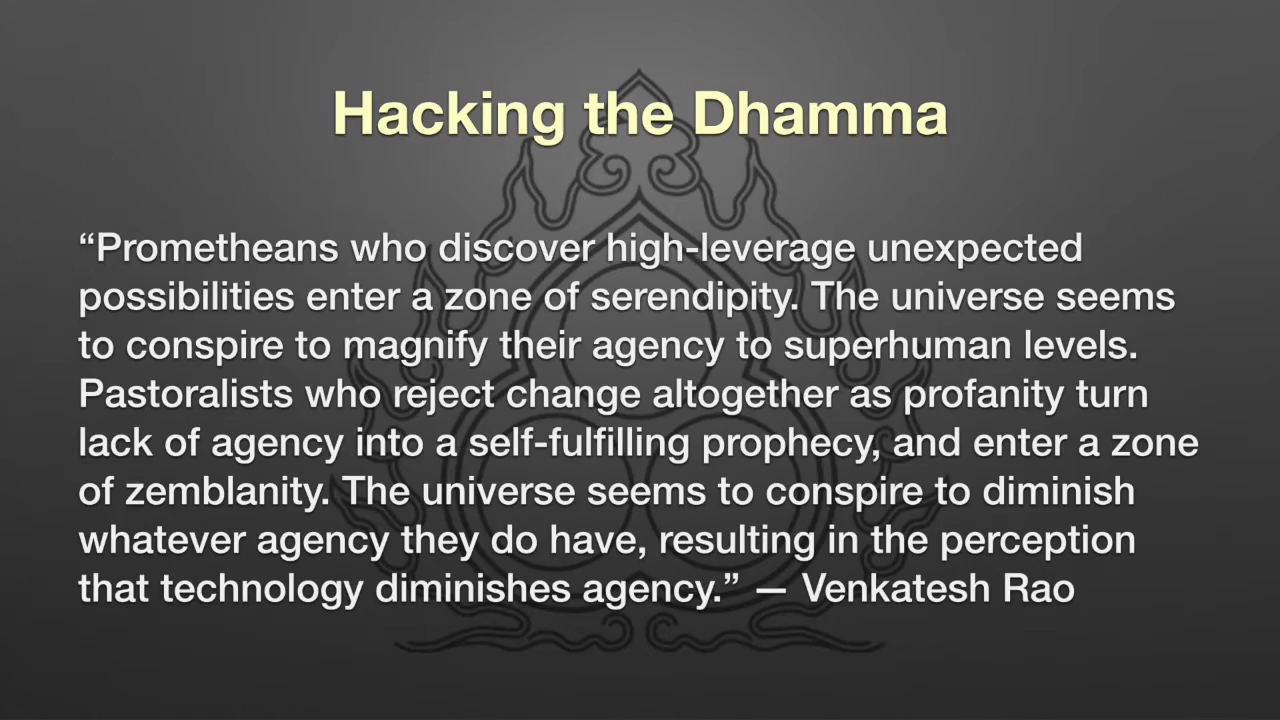 Hacking the Dhamma
“Prometheans who discover high-leverage unexpected
possibilities enter a zone of serendipity. The universe seems
to conspire to magnify their agency to superhuman levels.
Pastoralists who reject change altogether as profanity turn
lack of agency into a self-fulfilling prophecy, and enter a zone
of zemblanity. The universe seems to conspire to diminish
whatever agency they do have, resulting in the perception
that technology diminishes agency.” — Venkatesh Rao